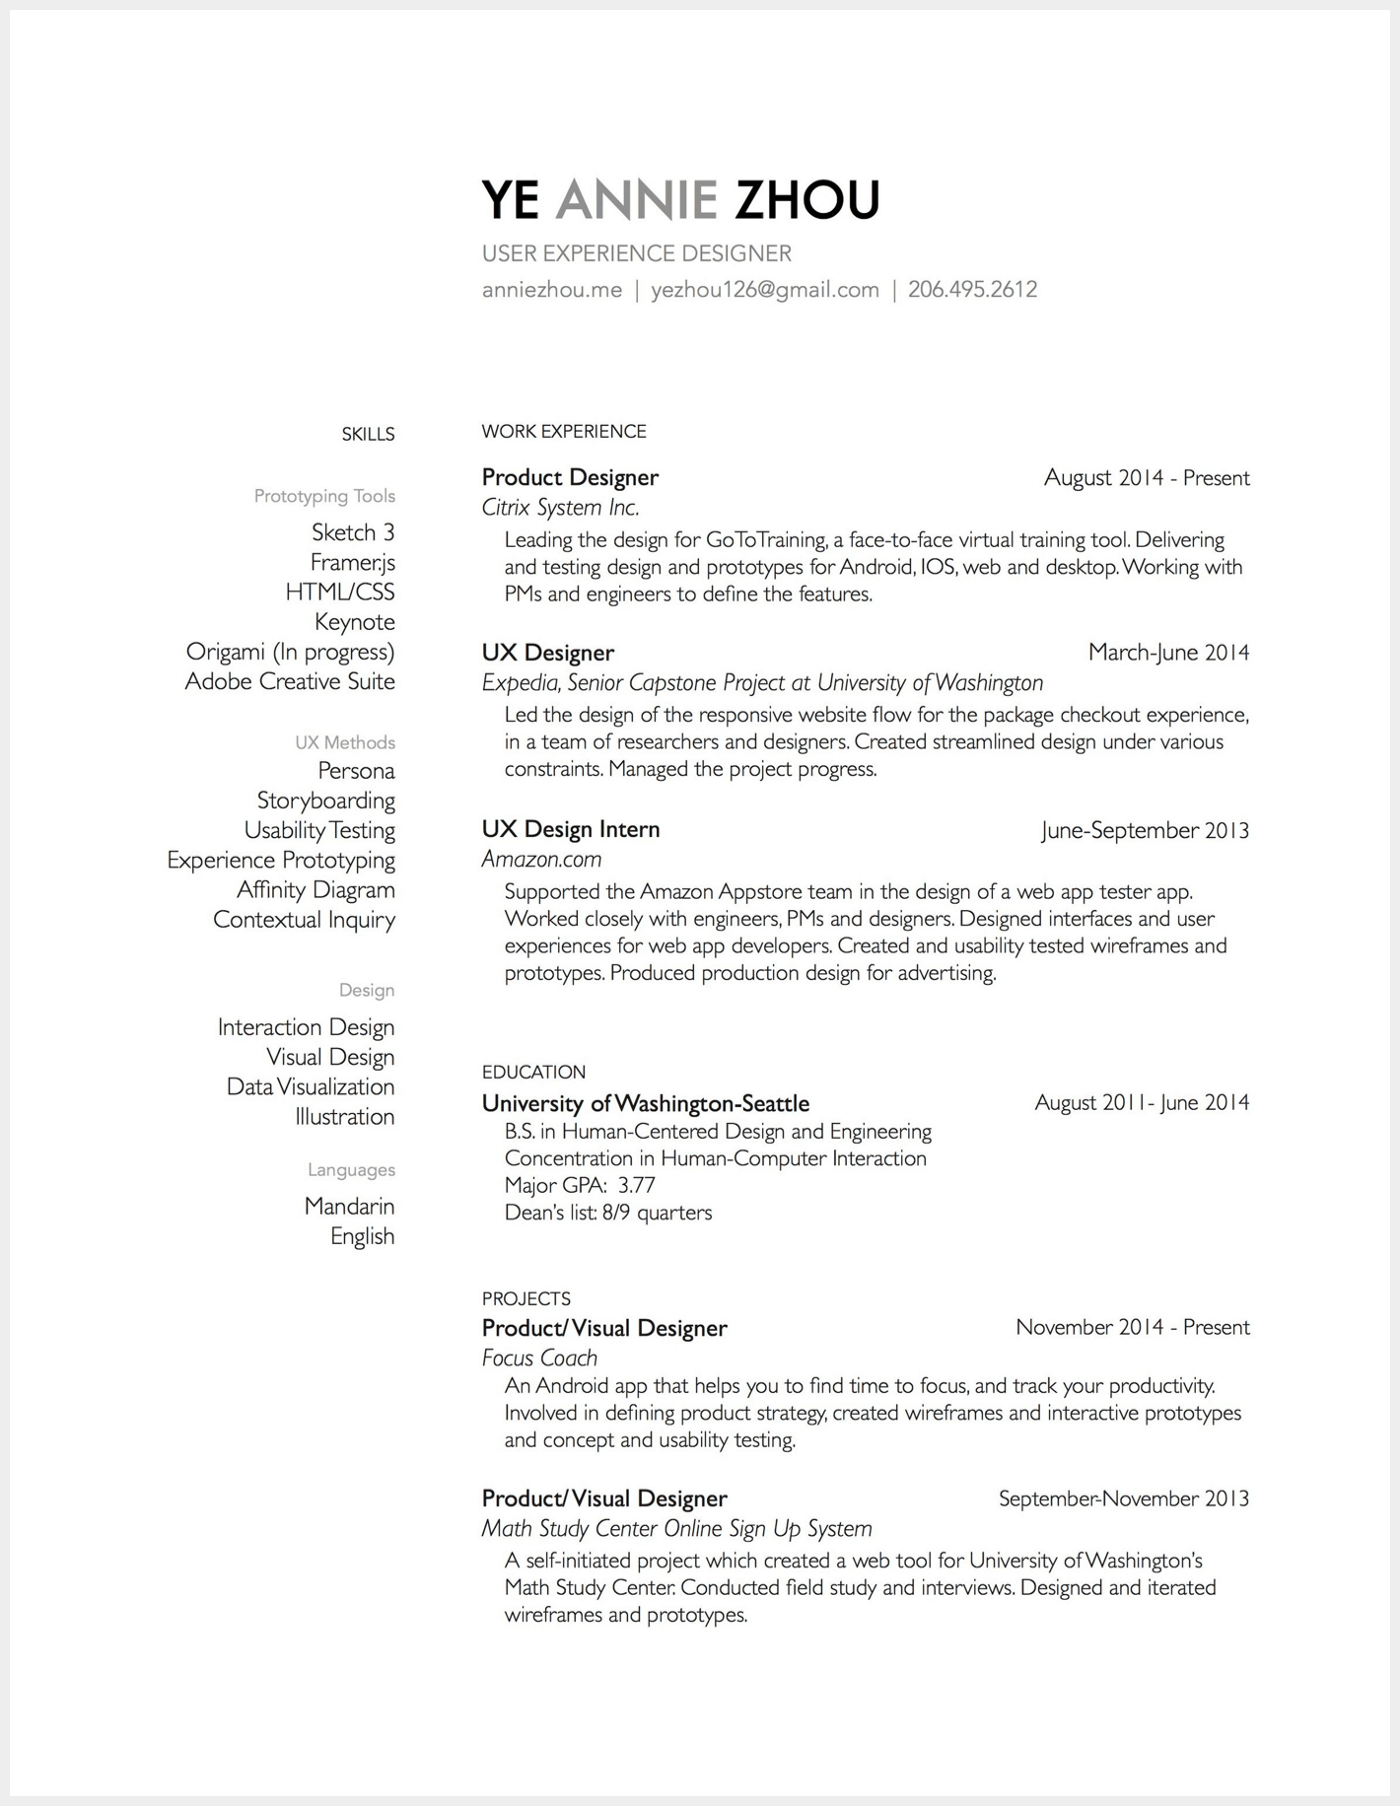 YE ANNIE ZHOU
USER EXPERIENCE DESIGNER
anniezhou.me | yezhou126@gmail.com | 206.495.2612
SKILLS
Prototyping Tools
Sketch 3
Framer.js
HTML/CSS
Keynote
Origami (In progress)
Adobe Creative Suite
UX Methods
Persona
Storyboarding
Usability Testing
Experience Prototyping
Affinity Diagram
Contextual Inquiry
Design
Interaction Design
Visual Design
Data Visualization
Illustration
Languages
Mandarin
English
WORK EXPERIENCE
Product Designer August 2014 - Present
Citrix System Inc.
Leading the design for GoToTraining, a face-to-face virtual training tool. Delivering
and testing design and prototypes for Android, IOS, web and desktop. Working with
PMs and engineers to define the features.
UX Designer March-June 2014
Expedia, Senior Capstone Project at University of Washington
Led the design of the responsive website flow for the package checkout experience,
in a team of researchers and designers. Created streamlined design under various
constraints. Managed the project progress.
UX Design Intern June-September 2013
Amazon.com
Supported the Amazon Appstore team in the design of a web app tester app.
Worked closely with engineers, PMs and designers. Designed interfaces and user
experiences for web app developers. Created and usability tested wireframes and
prototypes. Produced production design for advertising.
EDUCATION
University of Washington-Seattle August 2011- June 2014
B.S. in Human-Centered Design and Engineering
Concentration in Human-Computer Interaction
Major GPA: 3.77
Dean's list: 8/9 quarters
PROJECTS
Product/ Visual Designer November 2014 - Present
Focus Coach
An Android app that helps you to find time to focus, and track your productivity.
Involved in defining product strategy, created wireframes and interactive prototypes
and concept and usability testing.
Product/ Visual Designer September-November 2013
Math Study Center Online Sign Up System
A self-initiated project which created a web tool for University of Washington's
Math Study Center. Conducted field study and interviews. Designed and iterated
wireframes and prototypes.